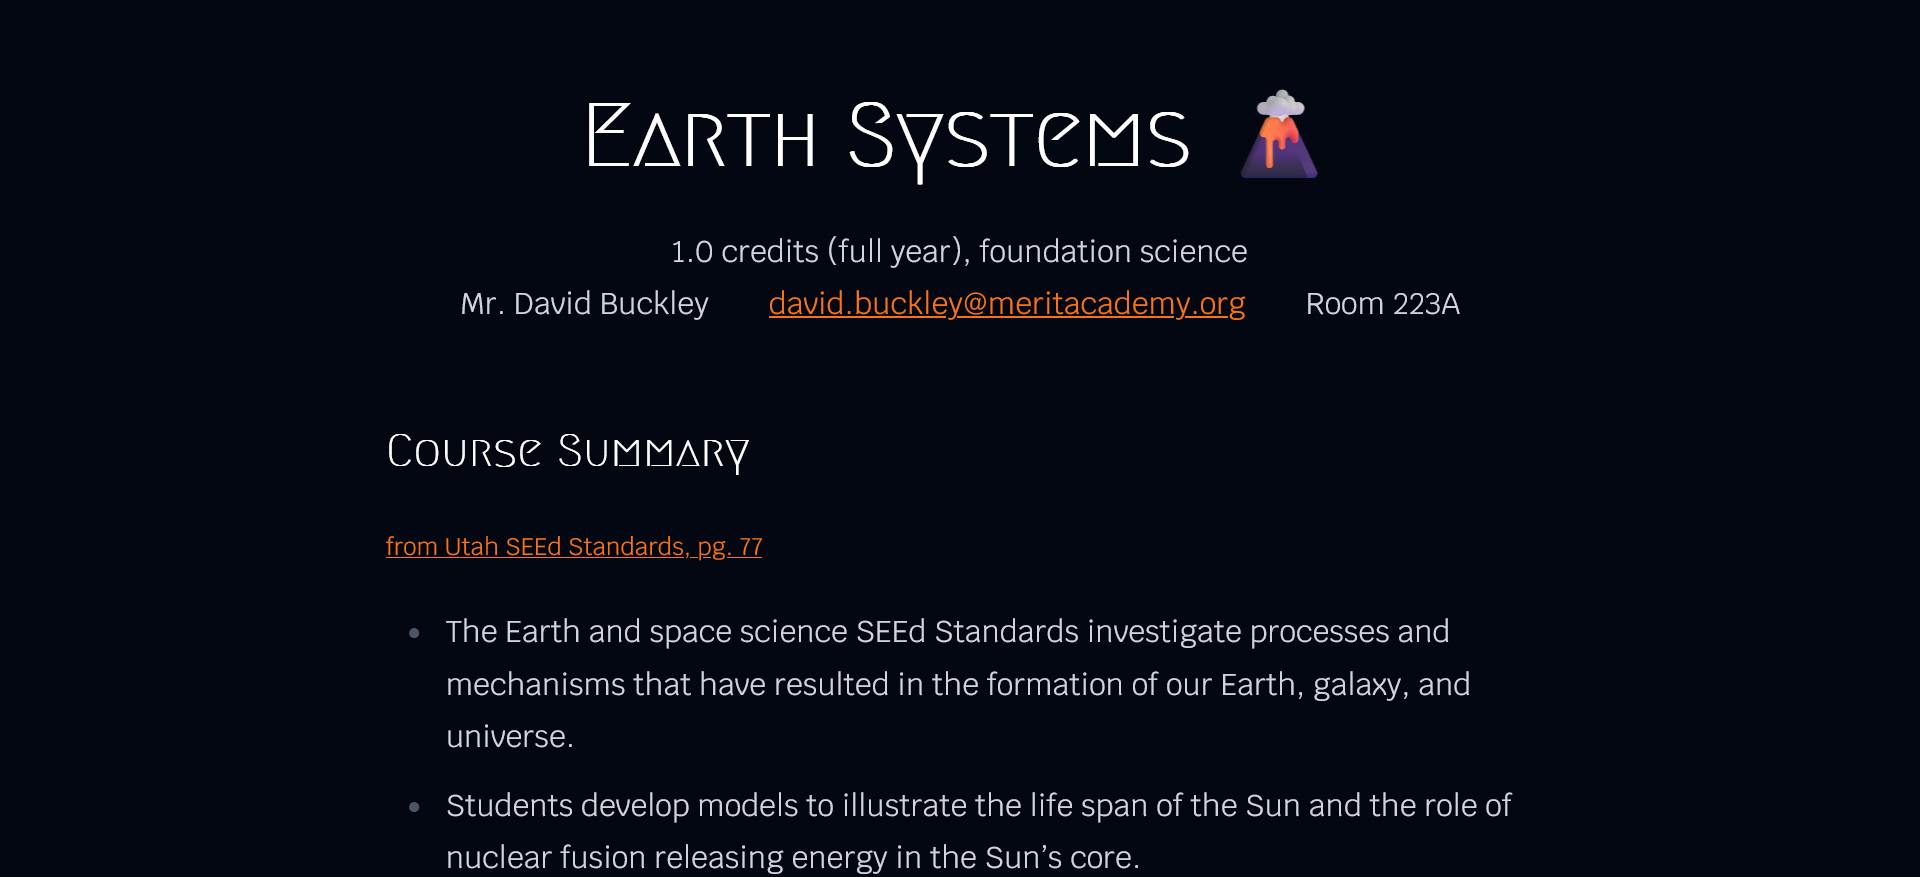 Earth Systems
1.0 credits (full year), foundation science
Mr. David Buckley david.buckley@meritacademy.org Room 223A
Course Summary
from Utah SEEd Standards, pg. 77
The Earth and space science SEEd Standards investigate processes and
mechanisms that have resulted in the formation of our Earth, galaxy, and
universe.
Students develop models to illustrate the life span of the Sun and the role of
nuclear fusion releasing energy in the Sun’s core.